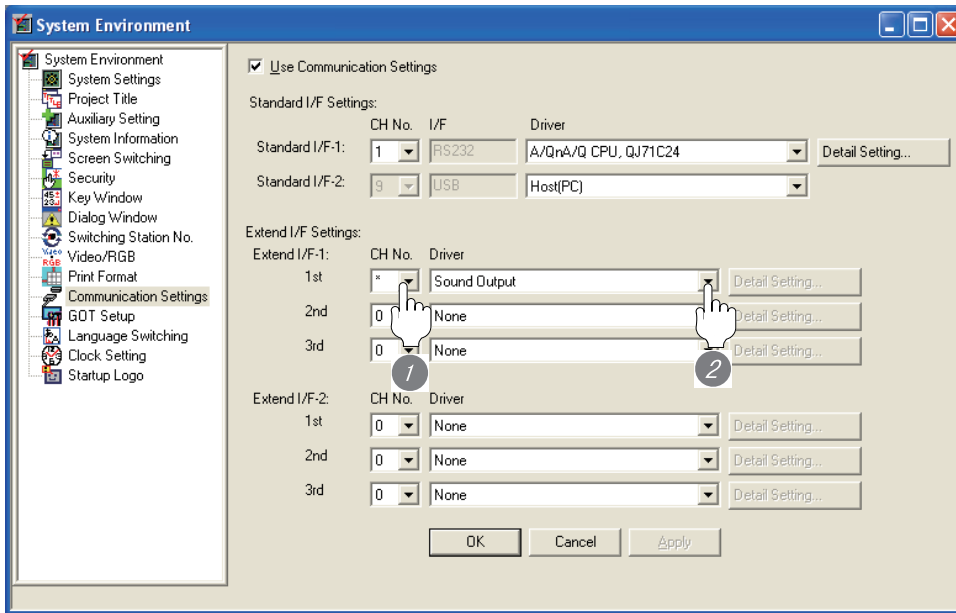 System Environment
System Environment
System Settings
Project Title
Auxiliary Setting
System Information
Screen Switching
Security
Key Window
Dialog Window
Switching Station No.
Video/RGB
Print Format
Communication Settings
GOT Setup
Language Switching
Clock Setting
Startup Logo
Use Communication Settings
Standard I/F Settings:
CH No. I/F Driver
Standard I/F-1: 1 RS232 A/QnA/Q CPU, QJ71C24 Detail Setting...
Standard I/F-2: 9 USB Host(PC)
Extend I/F Settings:
Extend I/F-1: CH No. Driver
1st * Sound Output Detail Setting...
2nd 0 None Detail Setting...
3rd 0 None Detail Setting...
1 2
Extend I/F-2: CH No. Driver
1st 0 None Detail Setting...
2nd 0 None Detail Setting...
3rd 0 None Detail Setting...
OK Cancel Apply